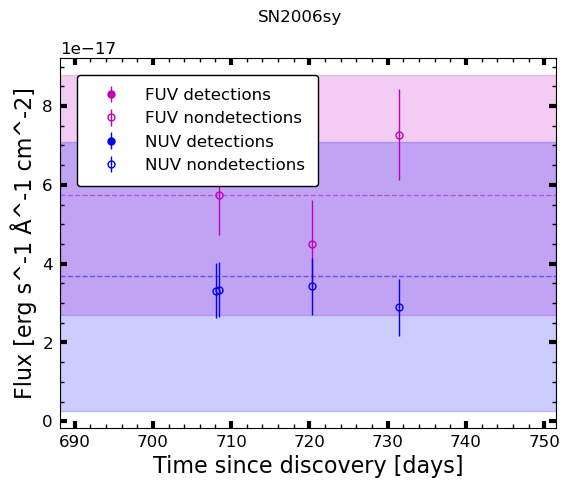 SN2006sy
1e−17
FUV detections
FUV nondetections
NUV detections
NUV nondetections
8
6
4
2
0
Flux [erg s^-1 Å^-1 cm^-2]
690 700 710 720 730 740 750
Time since discovery [days]